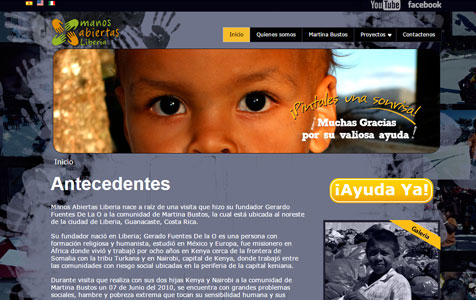 You Tube
facebook
manos
abiertas
Liberia
Inicio
Quienes somos
Martina Bustos
Proyectos
Contactenos
¡Pintales una sonrisa!
Muchas Gracias
por su valiosa ayuda !
Inicio
Antecedentes
¡Ayuda Ya!
Manos Abiertas Liberia nace a raíz de una visita que hizo su fundador Gerardo
Fuentes De La O a la comunidad de Martina Bustos, la cual está ubicada al noreste
de la ciudad de Liberia, Guanacaste, Costa Rica.
Galería
Su fundador nació en Liberia; Gerado Fuentes De la O es una persona con
formación religiosa y humanista, estudió en México y Europa, fue misionero en
Africa donde vivió y trabajó por ocho años en Kenya cerca de la frontera de
Somalia con la tribu Turkana y en Nairobi, capital de Kenya, donde trabajó entre
las comunidades con riesgo social ubicadas en la periferia de la capital keniana.
Durante visita que realiza con sus dos hijas Kenya y Nairobi a la comunidad de
Martina Bustos un 07 de Junio del 2010, se encuentra con grandes problemas
sociales, hambre y pobreza extrema que tocan su sensibilidad humana y sus